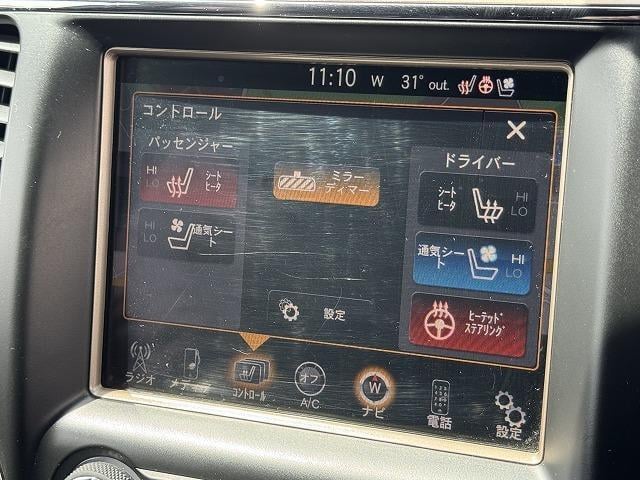 11:10 W 31° out.
コントロール
パッセンジャー
HI
LO
シート
ヒータ
HI
LO
通気シート
ミラー
ディマー
設定
ドライバー
シート
ヒータ
HI
LO
通気シー
ト
HI
LO
ヒーテッド
ステアリング
ラジオ
メディア
コントロール
オフ
A/C
W
ナビ
電話
設定